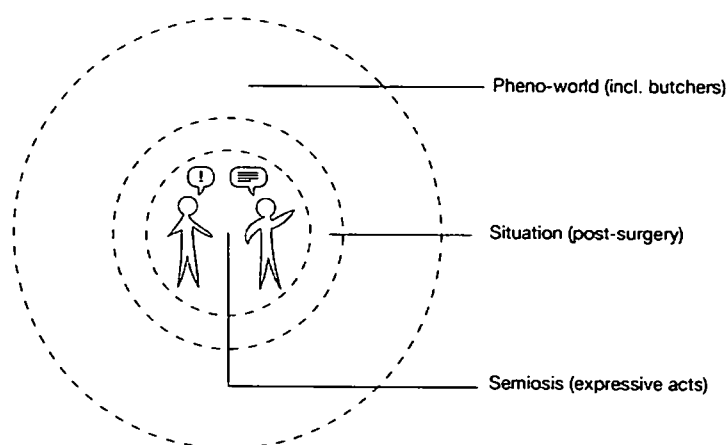 Pheno-world (incl. butchers)
!
Situation (post-surgery)
Semiosis (expressive acts)